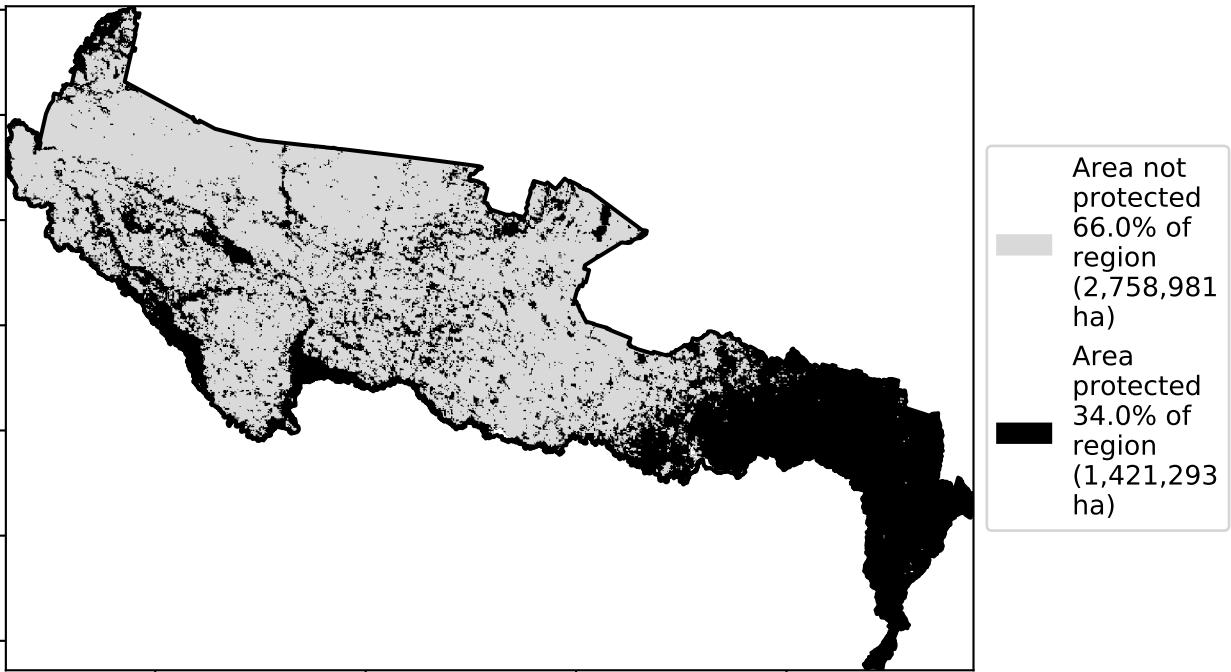 Area not
protected
66.0% of
region
(2,758,981
ha)
Area
protected
34.0% of
region
(1,421,293
ha)